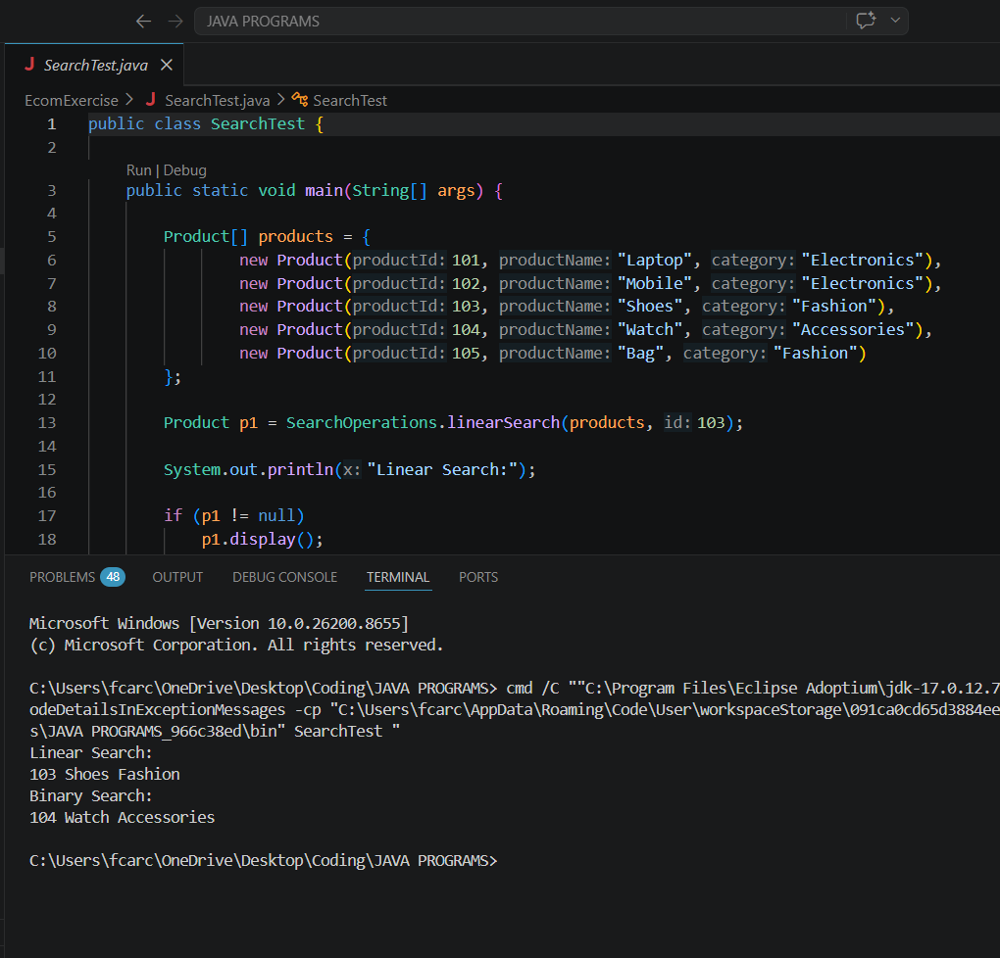 JAVA PROGRAMS
J SearchTest.java
EcomExercise > J SearchTest.java > SearchTest
1 public class SearchTest {
2
Run | Debug
3 public static void main(String[] args) {
4
5 Product[] products = {
6 new Product(productId: 101, productName: "Laptop", category: "Electronics"),
7 new Product(productId: 102, productName: "Mobile", category: "Electronics"),
8 new Product(productId: 103, productName: "Shoes", category: "Fashion"),
9 new Product(productId: 104, productName: "Watch", category: "Accessories"),
10 new Product(productId: 105, productName: "Bag", category: "Fashion")
11 };
12
13 Product p1 = SearchOperations.linearSearch(products, id: 103);
14
15 System.out.println(x: "Linear Search:");
16
17 if (p1 != null)
18 p1.display();
PROBLEMS 48 OUTPUT DEBUG CONSOLE TERMINAL PORTS
Microsoft Windows [Version 10.0.26200.8655]
(c) Microsoft Corporation. All rights reserved.
C:\Users\fcarc\OneDrive\Desktop\Coding\JAVA PROGRAMS> cmd /C ""C:\Program Files\Eclipse Adoptium\jdk-17.0.12.7
odeDetailsInExceptionMessages -cp "C:\Users\fcarc\AppData\Roaming\Code\User\workspaceStorage\091ca0cd65d3884ee
s\JAVA PROGRAMS_966c38ed\bin" SearchTest "
Linear Search:
103 Shoes Fashion
Binary Search:
104 Watch Accessories
C:\Users\fcarc\OneDrive\Desktop\Coding\JAVA PROGRAMS>